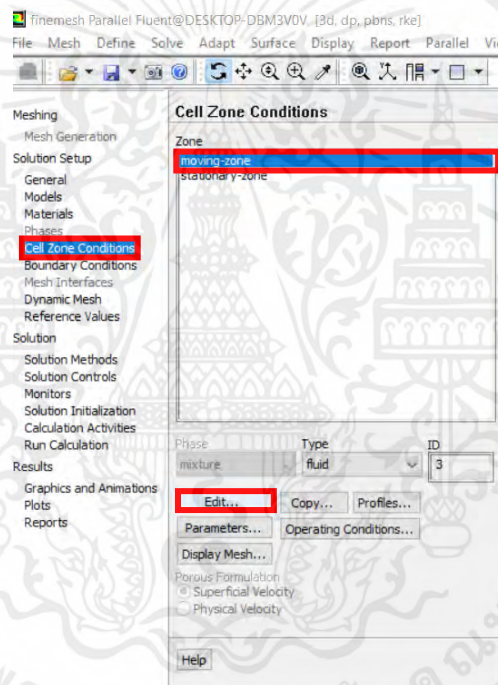 finemesh Parallel Fluent@DESKTOP-DBM3V0V [3d, dp, pbns, rke]
File Mesh Define Solve Adapt Surface Display Report Parallel
Meshing
Mesh Generation
Solution Setup
General
Models
Materials
Phases
Cell Zone Conditions
Boundary Conditions
Mesh Interfaces
Dynamic Mesh
Reference Values
Solution
Solution Methods
Solution Controls
Monitors
Solution Initialization
Calculation Activities
Run Calculation
Results
Graphics and Animations
Plots
Reports
Cell Zone Conditions
Zone
moving-zone
stationary-zone
Phase Type ID
mixture fluid 3
Edit... Copy... Profiles...
Parameters... Operating Conditions...
Display Mesh...
Porous Formulation
Superficial Velocity
Physical Velocity
Help